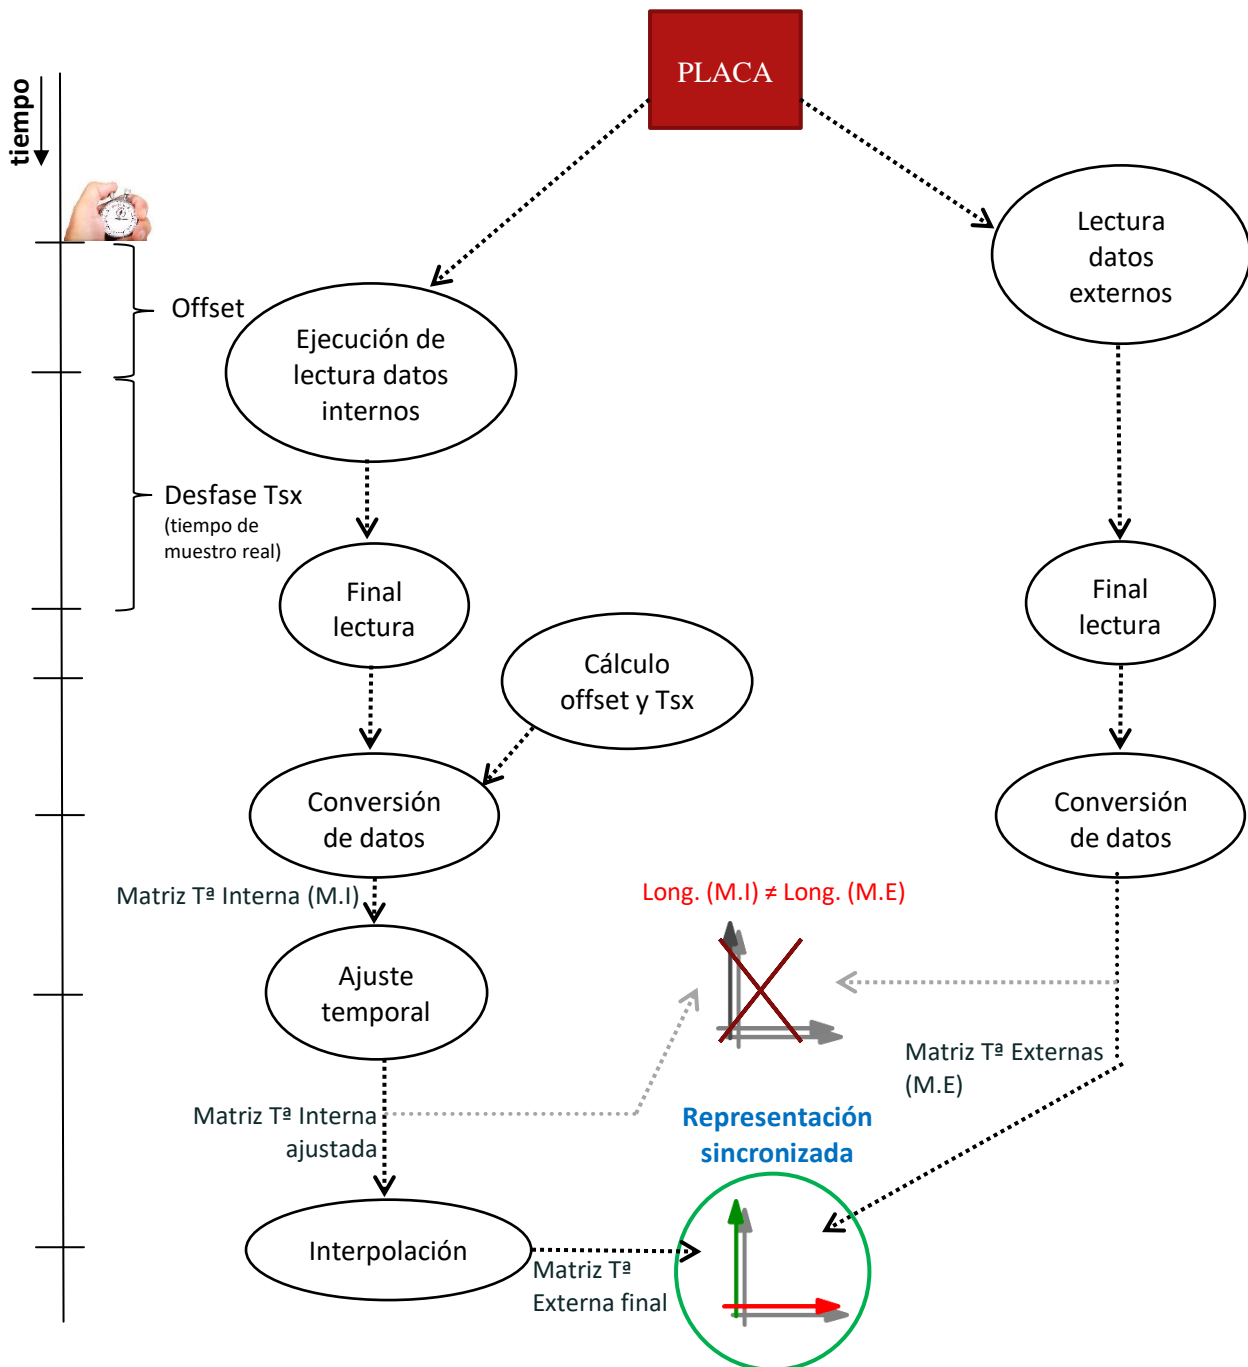 PLACA
tiempo
Lectura
datos
externos
Offset
Ejecución de
lectura datos
internos
Desfase Tsx
(tiempo de
muestro real)
Final
lectura
Final
lectura
Cálculo
offset y Tsx
Conversión
de datos
Conversión
de datos
Matriz Tª Interna (M.I)
Long. (M.I) ≠ Long. (M.E)
Ajuste
temporal
Matriz Tª Externas
(M.E)
Matriz Tª Interna
ajustada
Representación
sincronizada
Interpolación
Matriz Tª
Externa final